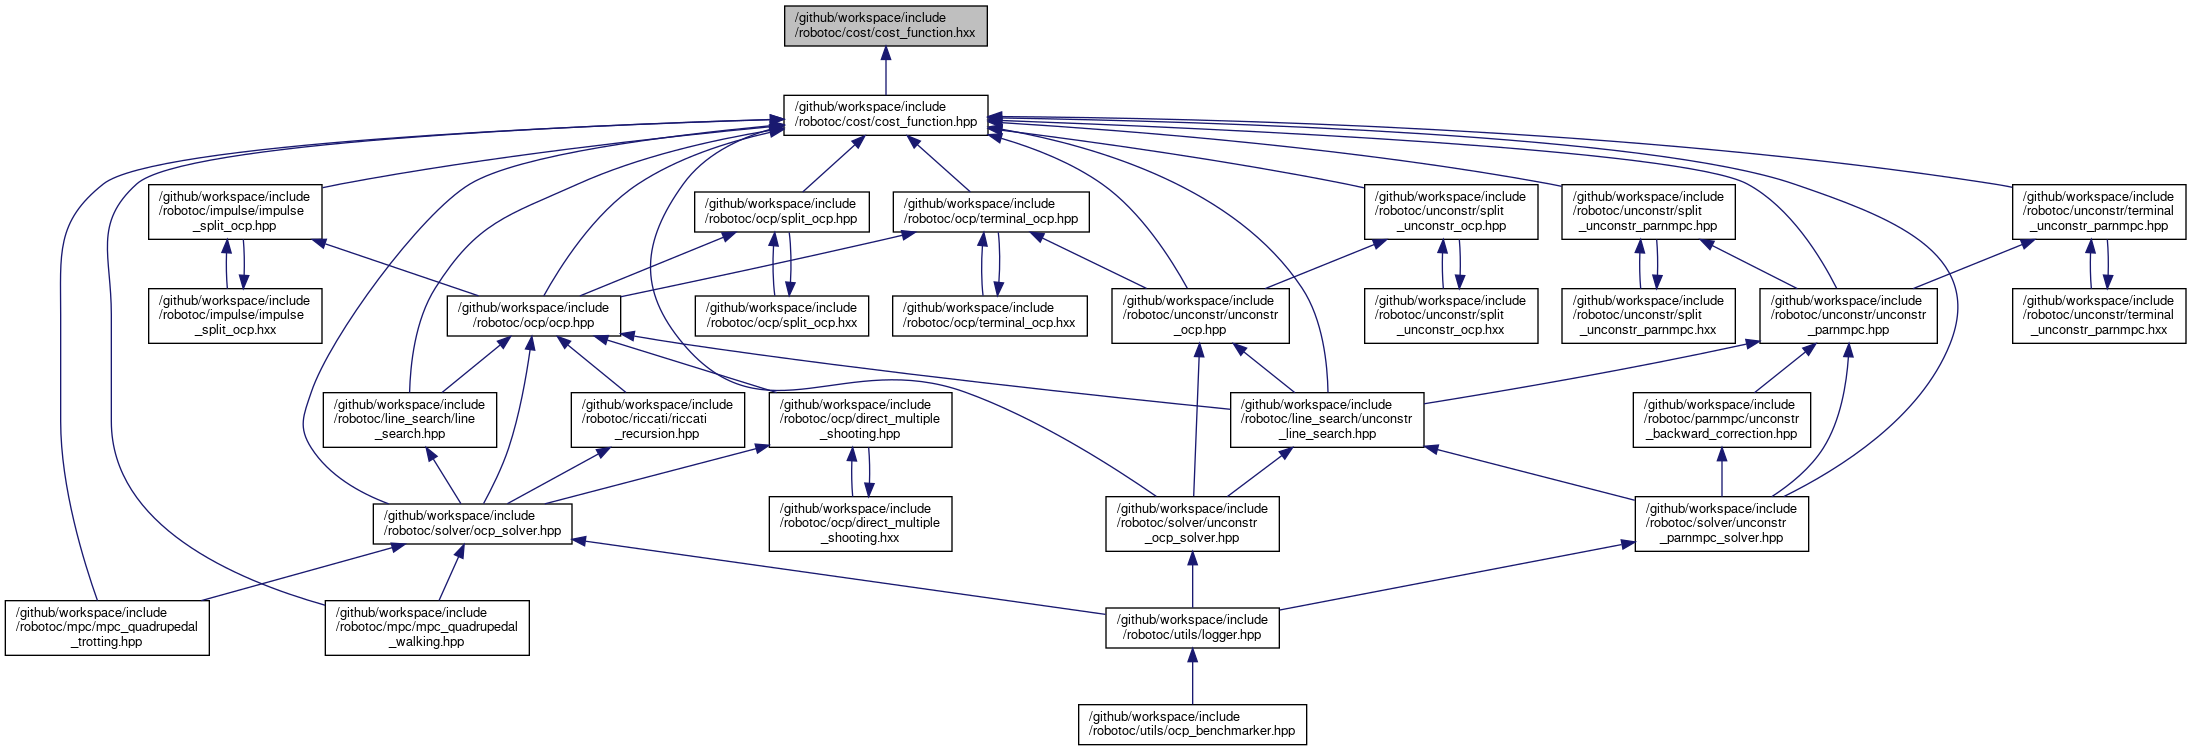 /github/workspace/include
/robotoc/cost/cost_function.hxx
/github/workspace/include
/robotoc/cost/cost_function.hpp
/github/workspace/include
/robotoc/impulse/impulse
_split_ocp.hpp
/github/workspace/include
/robotoc/ocp/split_ocp.hpp
/github/workspace/include
/robotoc/ocp/terminal_ocp.hpp
/github/workspace/include
/robotoc/unconstr/split
_unconstr_ocp.hpp
/github/workspace/include
/robotoc/unconstr/split
_unconstr_parnmpc.hpp
/github/workspace/include
/robotoc/unconstr/terminal
_unconstr_parnmpc.hpp
/github/workspace/include
/robotoc/impulse/impulse
_split_ocp.hxx
/github/workspace/include
/robotoc/ocp/ocp.hpp
/github/workspace/include
/robotoc/ocp/split_ocp.hxx
/github/workspace/include
/robotoc/ocp/terminal_ocp.hxx
/github/workspace/include
/robotoc/unconstr/unconstr
_ocp.hpp
/github/workspace/include
/robotoc/unconstr/split
_unconstr_ocp.hxx
/github/workspace/include
/robotoc/unconstr/split
_unconstr_parnmpc.hxx
/github/workspace/include
/robotoc/unconstr/unconstr
_parnmpc.hpp
/github/workspace/include
/robotoc/unconstr/terminal
_unconstr_parnmpc.hxx
/github/workspace/include
/robotoc/line_search/line
_search.hpp
/github/workspace/include
/robotoc/riccati/riccati
_recursion.hpp
/github/workspace/include
/robotoc/ocp/direct_multiple
_shooting.hpp
/github/workspace/include
/robotoc/line_search/unconstr
_line_search.hpp
/github/workspace/include
/robotoc/parnmpc/unconstr
_backward_correction.hpp
/github/workspace/include
/robotoc/solver/ocp_solver.hpp
/github/workspace/include
/robotoc/ocp/direct_multiple
_shooting.hxx
/github/workspace/include
/robotoc/solver/unconstr
_ocp_solver.hpp
/github/workspace/include
/robotoc/solver/unconstr
_parnmpc_solver.hpp
/github/workspace/include
/robotoc/mpc/mpc_quadrupedal
_trotting.hpp
/github/workspace/include
/robotoc/mpc/mpc_quadrupedal
_walking.hpp
/github/workspace/include
/robotoc/utils/logger.hpp
/github/workspace/include
/robotoc/utils/ocp_benchmarker.hpp